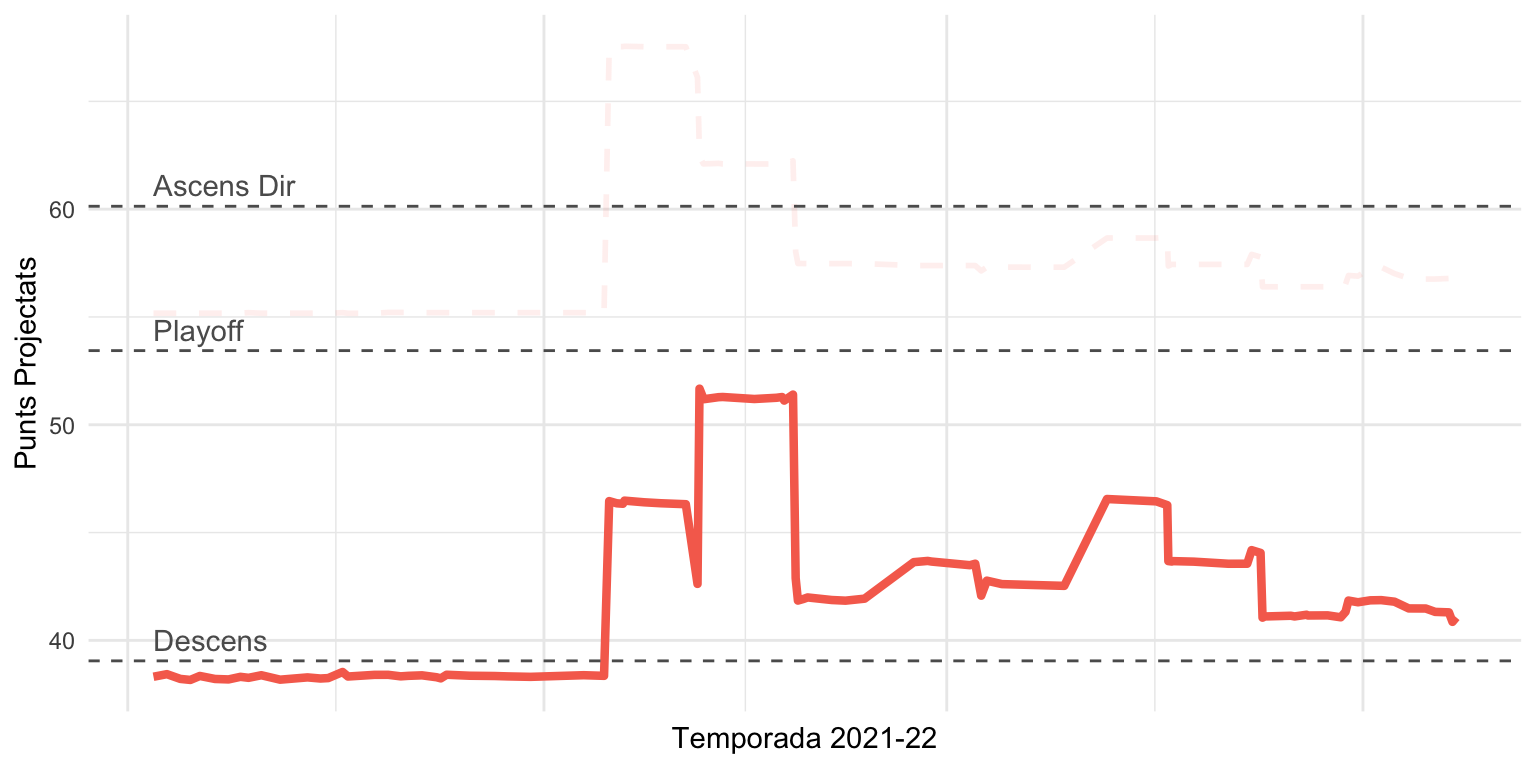 Ascens Dir
60
Playoff
50
Descens
40
Punts Projectats
Temporada 2021-22